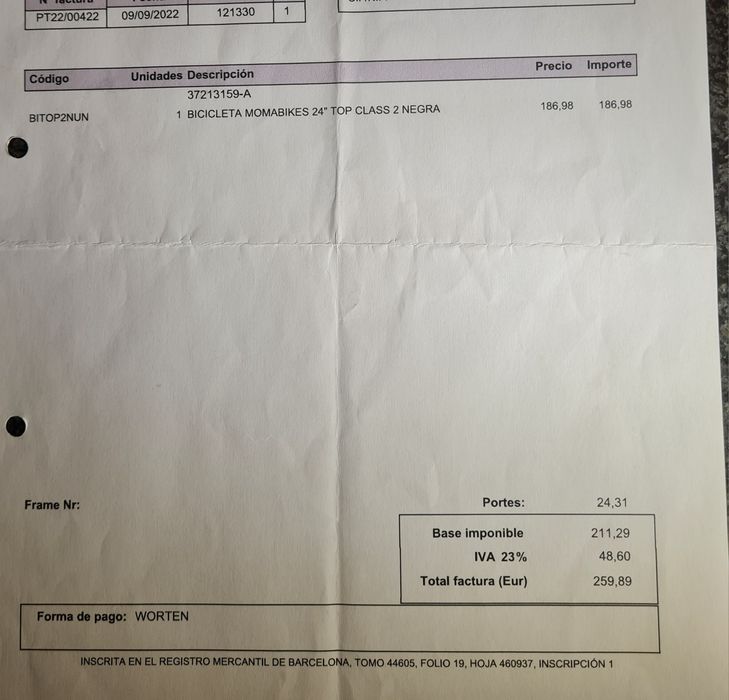 PT22/00422 09/09/2022 121330 1
Código Unidades Descripción Precio Importe
37213159-A
BITOP2NUN 1 BICICLETA MOMABIKES 24" TOP CLASS 2 NEGRA 186,98 186,98
Frame Nr:
Portes: 24,31
Base imponible 211,29
IVA 23% 48,60
Total factura (Eur) 259,89
Forma de pago: WORTEN
INSCRITA EN EL REGISTRO MERCANTIL DE BARCELONA, TOMO 44605, FOLIO 19, HOJA 460937, INSCRIPCIÓN 1